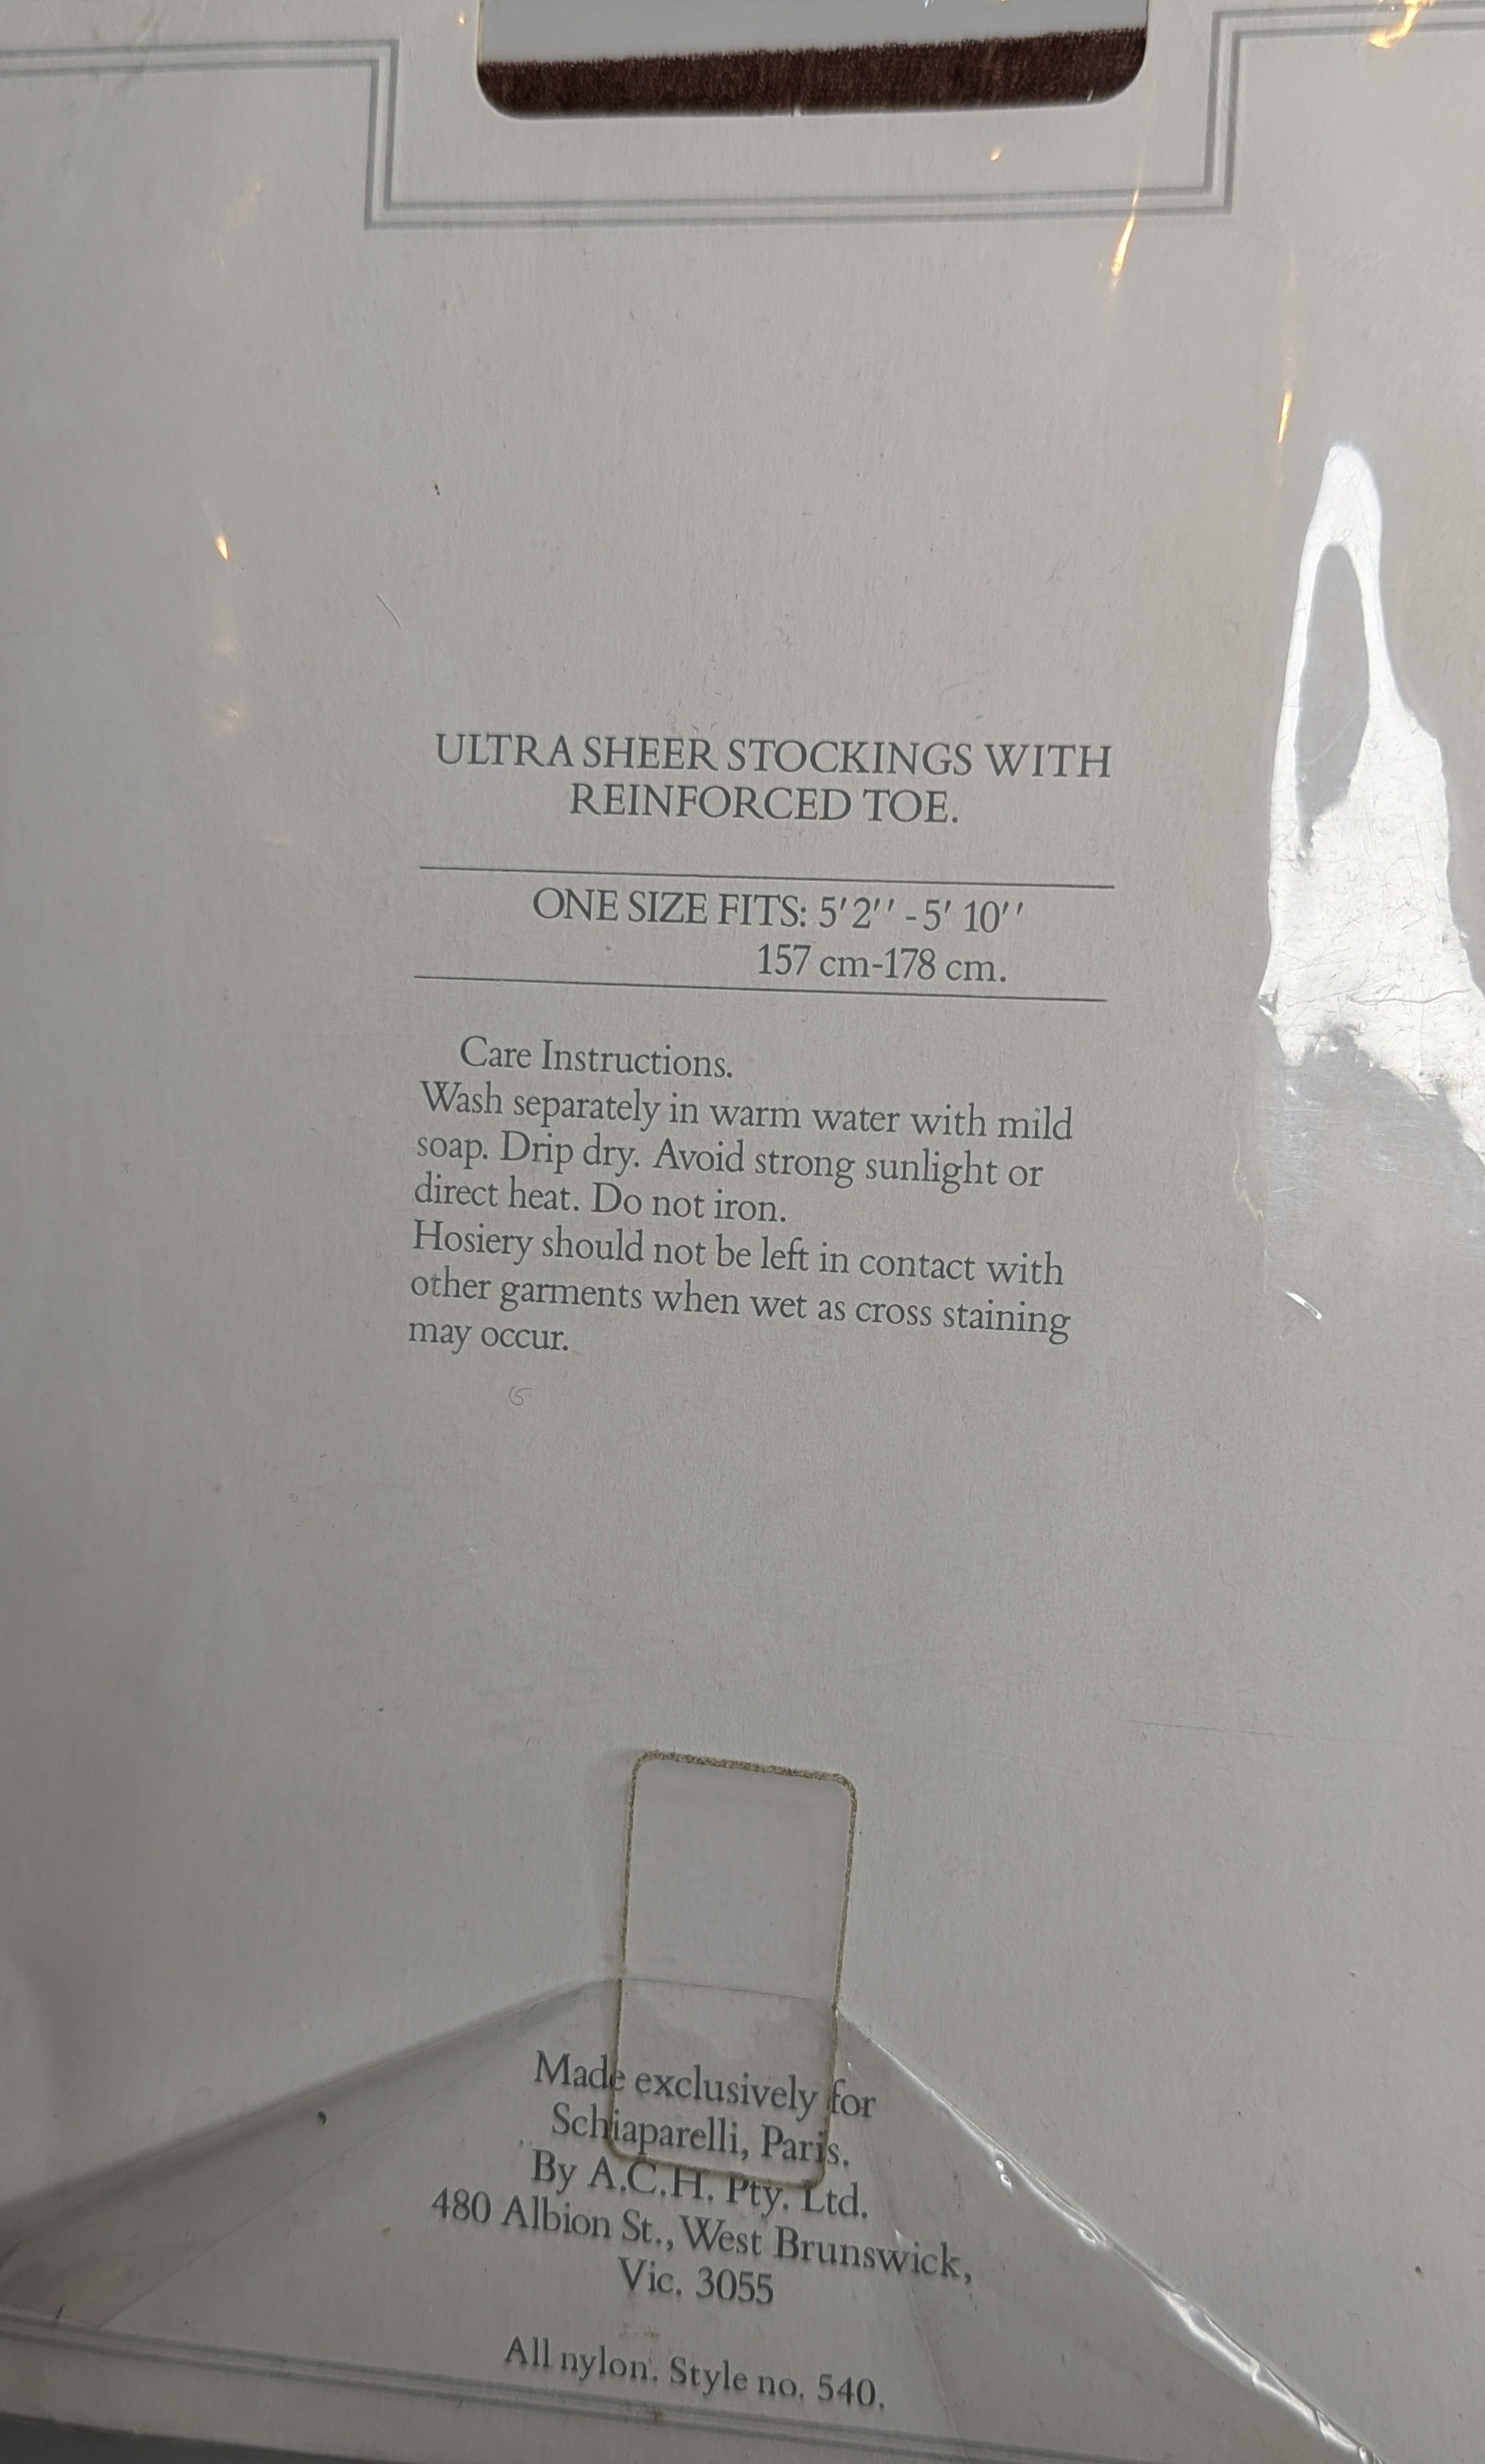 ULTRA SHEER STOCKINGS WITH
REINFORCED TOE.
ONE SIZE FITS: 5'2'' - 5' 10''
157 cm-178 cm.
Care Instructions.
Wash separately in warm water with mild
soap. Drip dry. Avoid strong sunlight or
direct heat. Do not iron.
Hosiery should not be left in contact with
other garments when wet as cross staining
may occur.
Made exclusively for
Schiaparelli, Paris.
By A.C.H. Pty. Ltd.
480 Albion St., West Brunswick,
Vic. 3055
All nylon. Style no. 540.